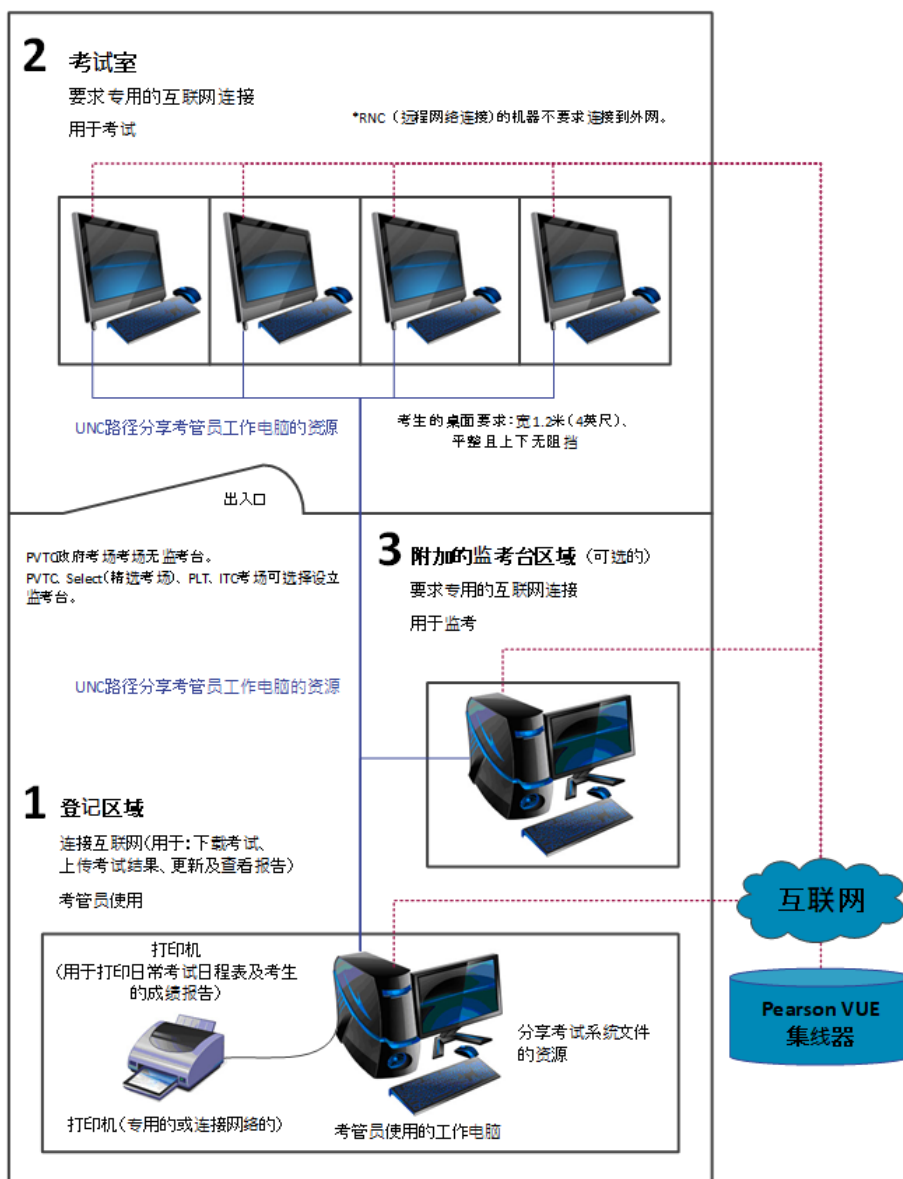 2 考试室
要求专用的互联网连接
用于考试
*RNC（远程网络连接)的机器不要求连接到外网。
UNC路径分享考管员工作电脑的资源
考生的桌面要求：宽1.2米(4英尺)、
平整且上下无阻挡
出入口
PVTC政府考场考场无监考台。
PVTC Select(精选考场)、PLT、ITC考场可选择设立
监考台。
3 附加的监考台区域（可选的）
要求专用的互联网连接
用于监考
UNC路径分享考管员工作电脑的资源
1 登记区域
连接互联网(用于:下载考试、
上传考试结果、更新及查看报告)
考管员使用
打印机
(用于打印日常考试日程表及考生
的成绩报告)
分享考试系统文件
的资源
打印机(专用的或连接网络的)
考管员使用的工作电脑
互联网
Pearson VUE
集线器